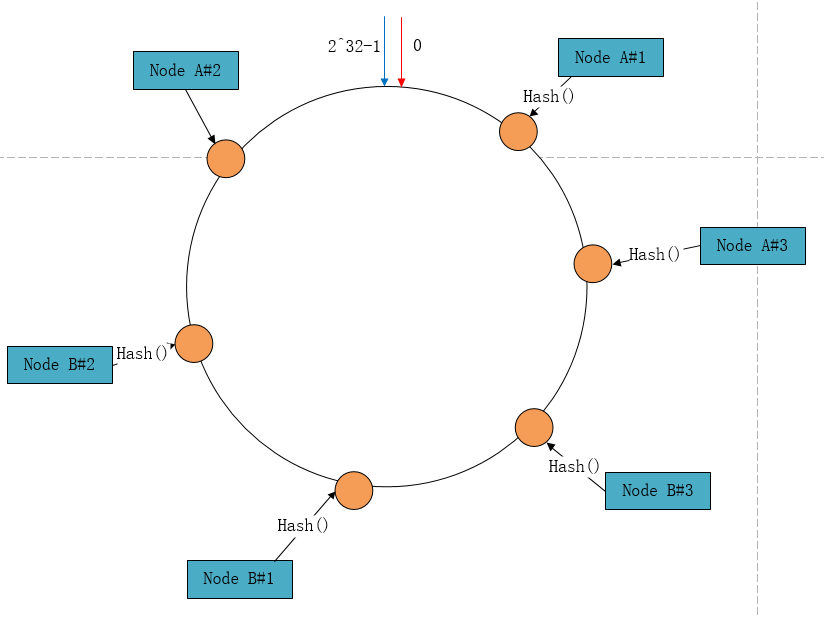 2^32-1
0
Node A#1
Node A#2
Hash()
Node A#3
Hash()
Hash()
Node B#2
Hash()
Node B#3
Hash()
Node B#1